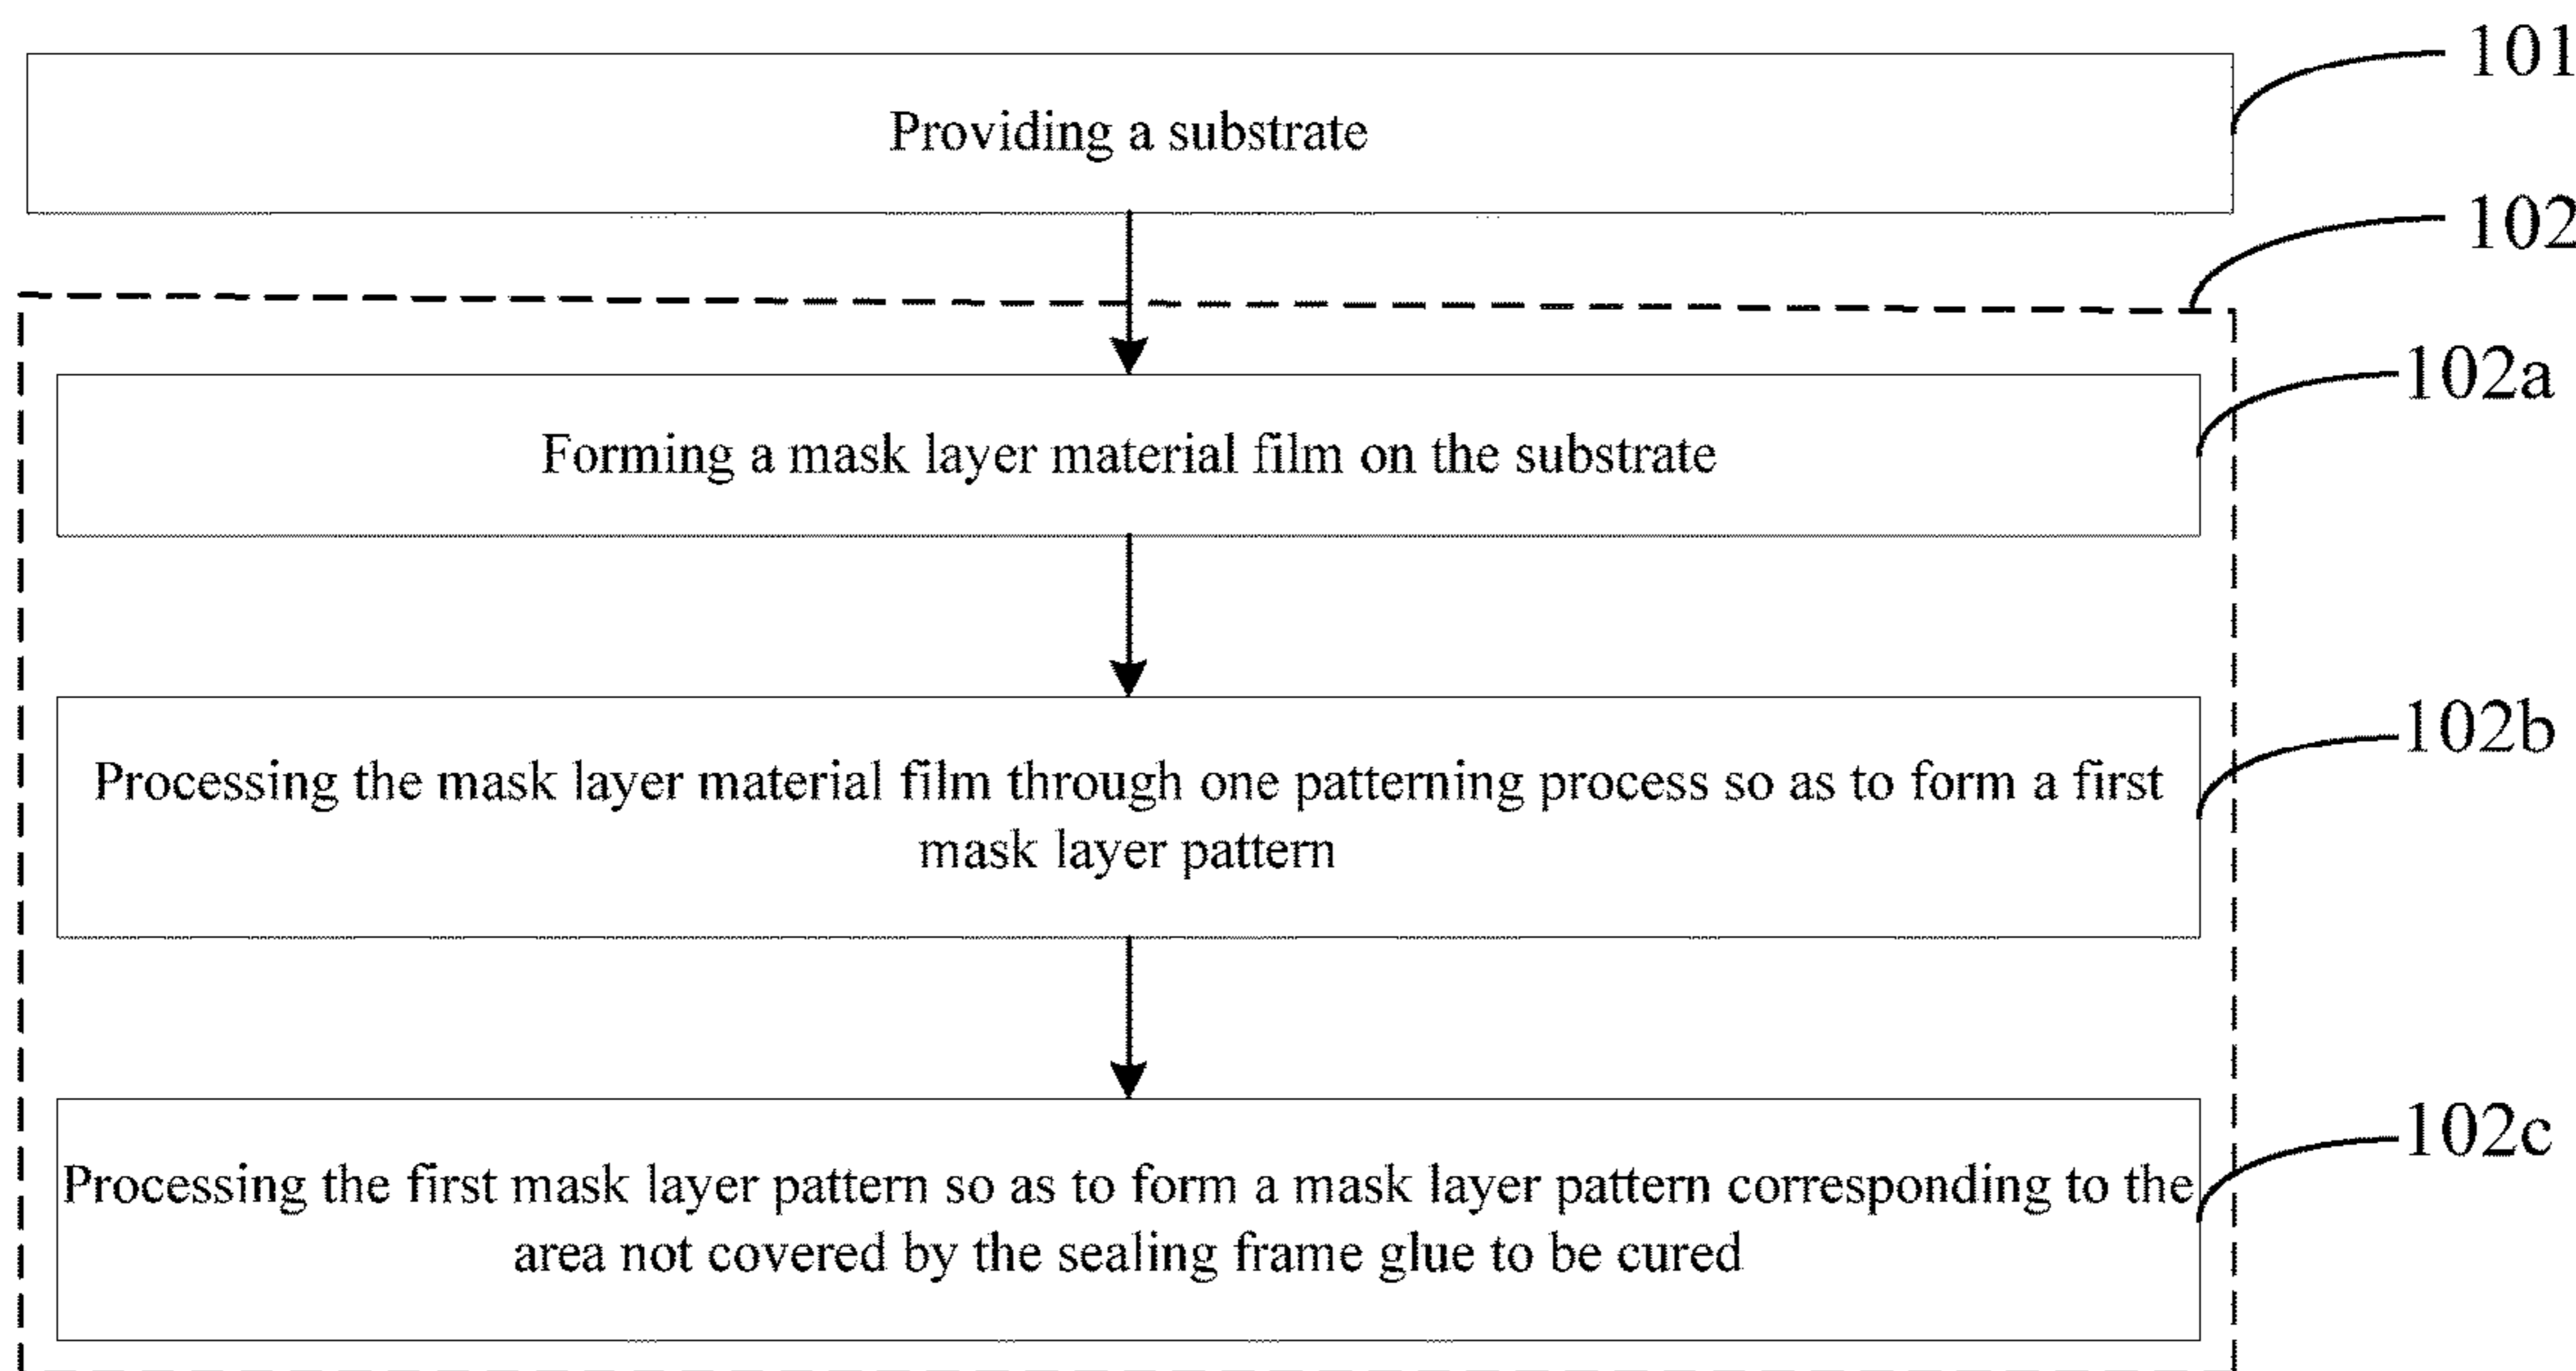 101
Providing a substrate
102
102a
Forming a mask layer material film on the substrate
102b
Processing the mask layer material film through one patterning process so as to form a first
mask layer pattern
102c
Processing the first mask layer pattern so as to form a mask layer pattern corresponding to the
area not covered by the sealing frame glue to be cured